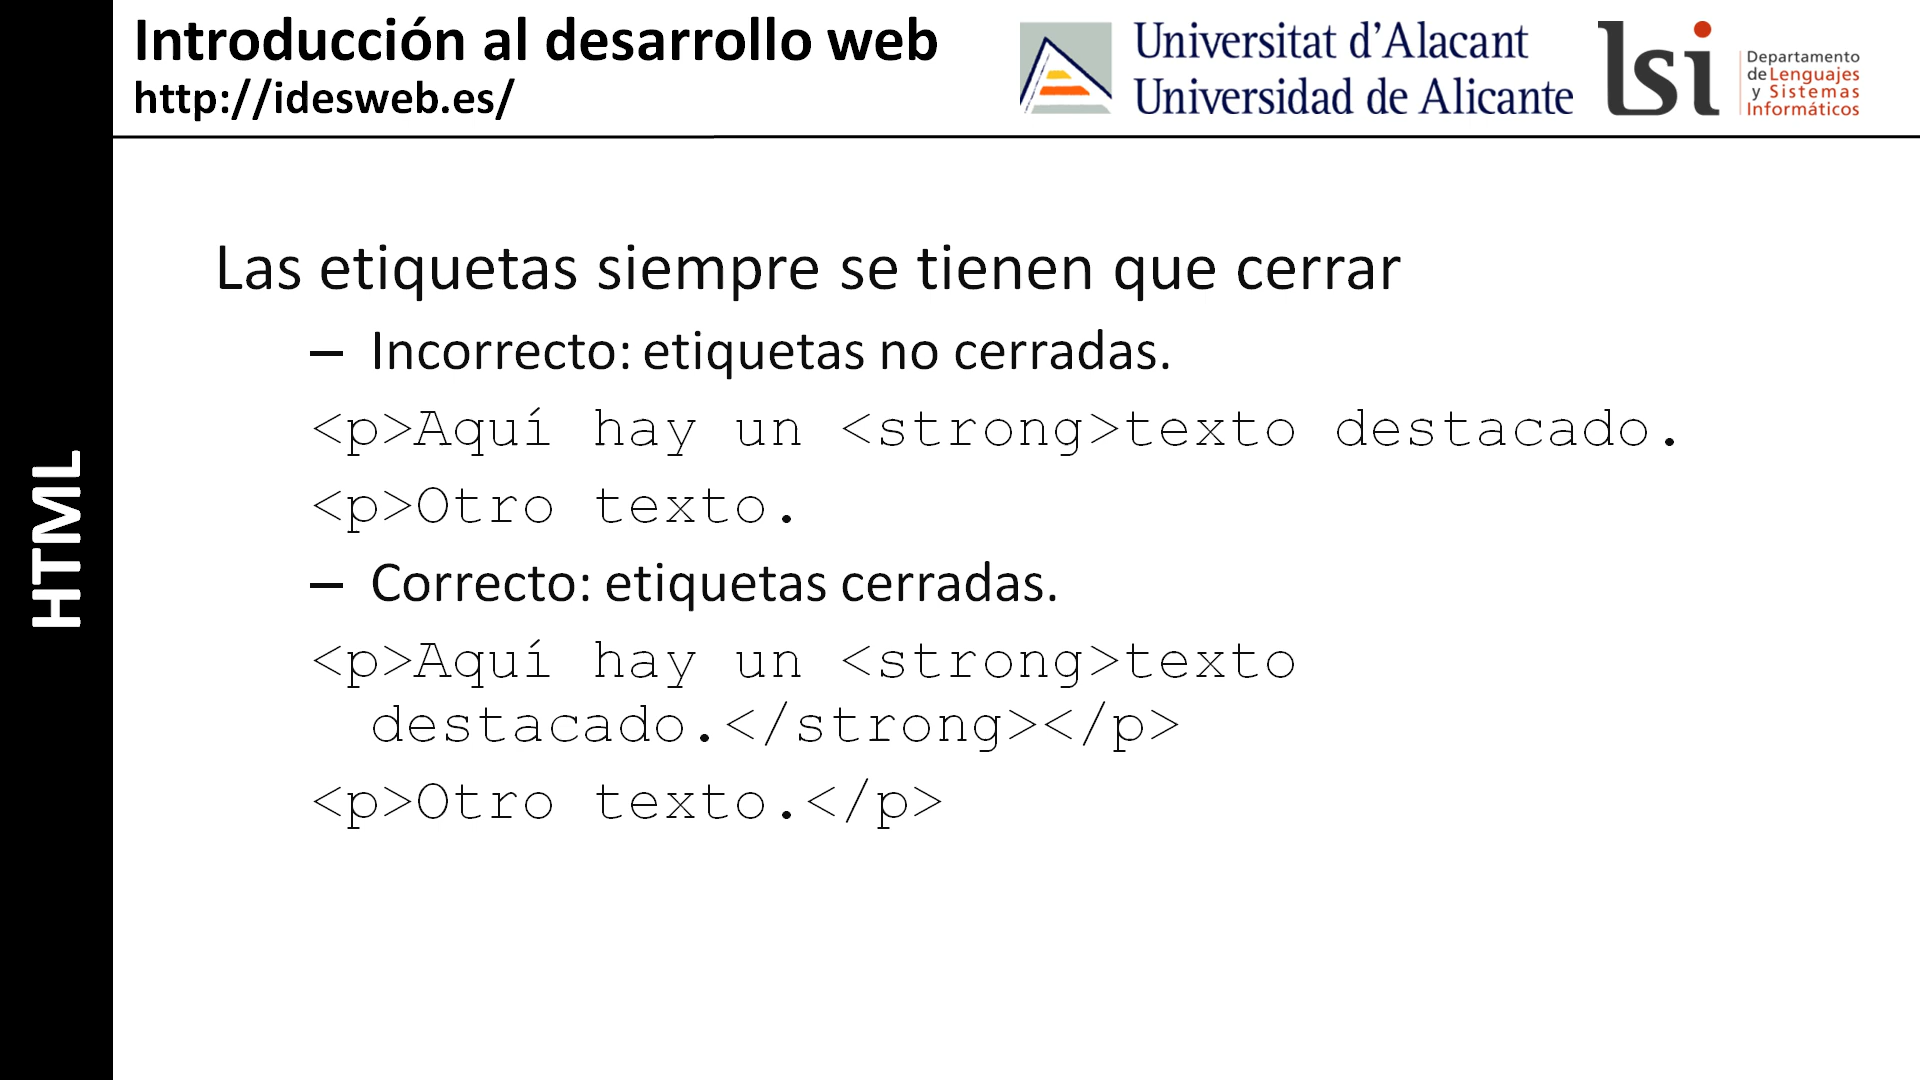 Introducción al desarrollo web
http://idesweb.es/
Universitat d’Alacant
Universidad de Alicante
lsi
Departamento
de Lenguajes
y Sistemas
Informáticos
HTML
Las etiquetas siempre se tienen que cerrar
– Incorrecto: etiquetas no cerradas.
<p>Aquí hay un <strong>texto destacado.
<p>Otro texto.
– Correcto: etiquetas cerradas.
<p>Aquí hay un <strong>texto
destacado.</strong></p>
<p>Otro texto.</p>